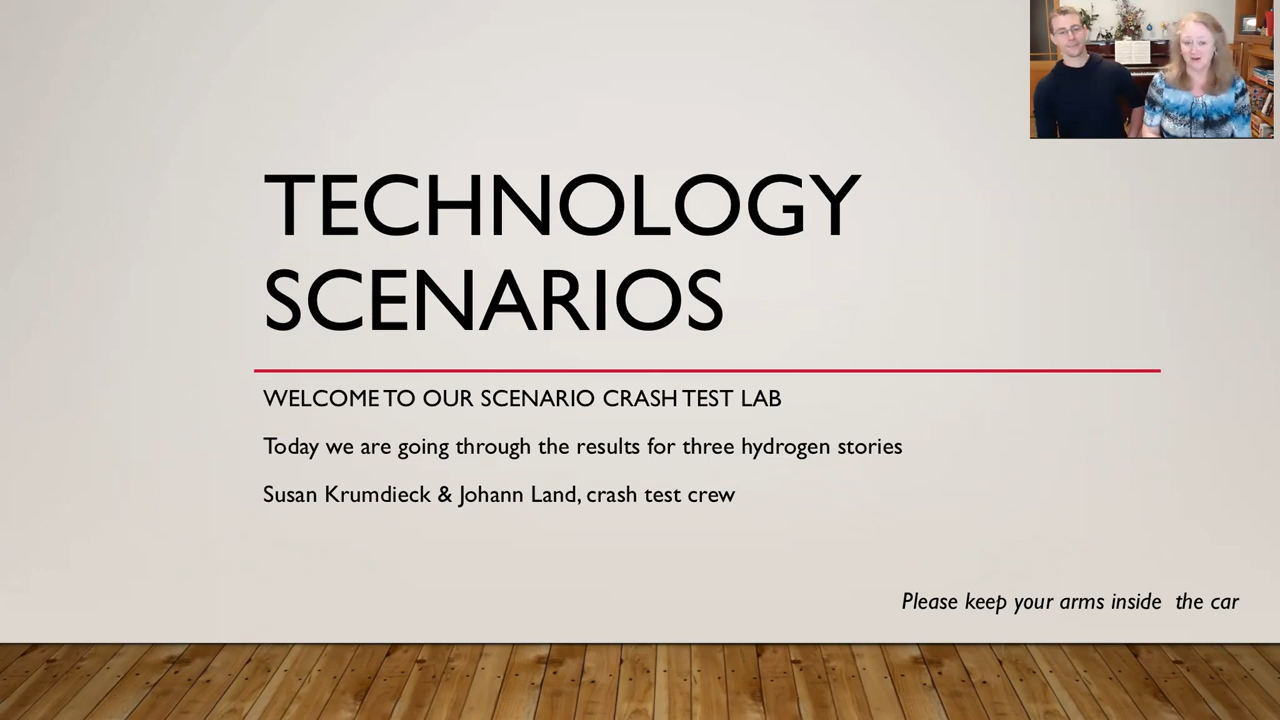 TECHNOLOGY
SCENARIOS
WELCOME TO OUR SCENARIO CRASH TEST LAB
Today we are going through the results for three hydrogen stories
Susan Krumdieck & Johann Land, crash test crew
Please keep your arms inside the car